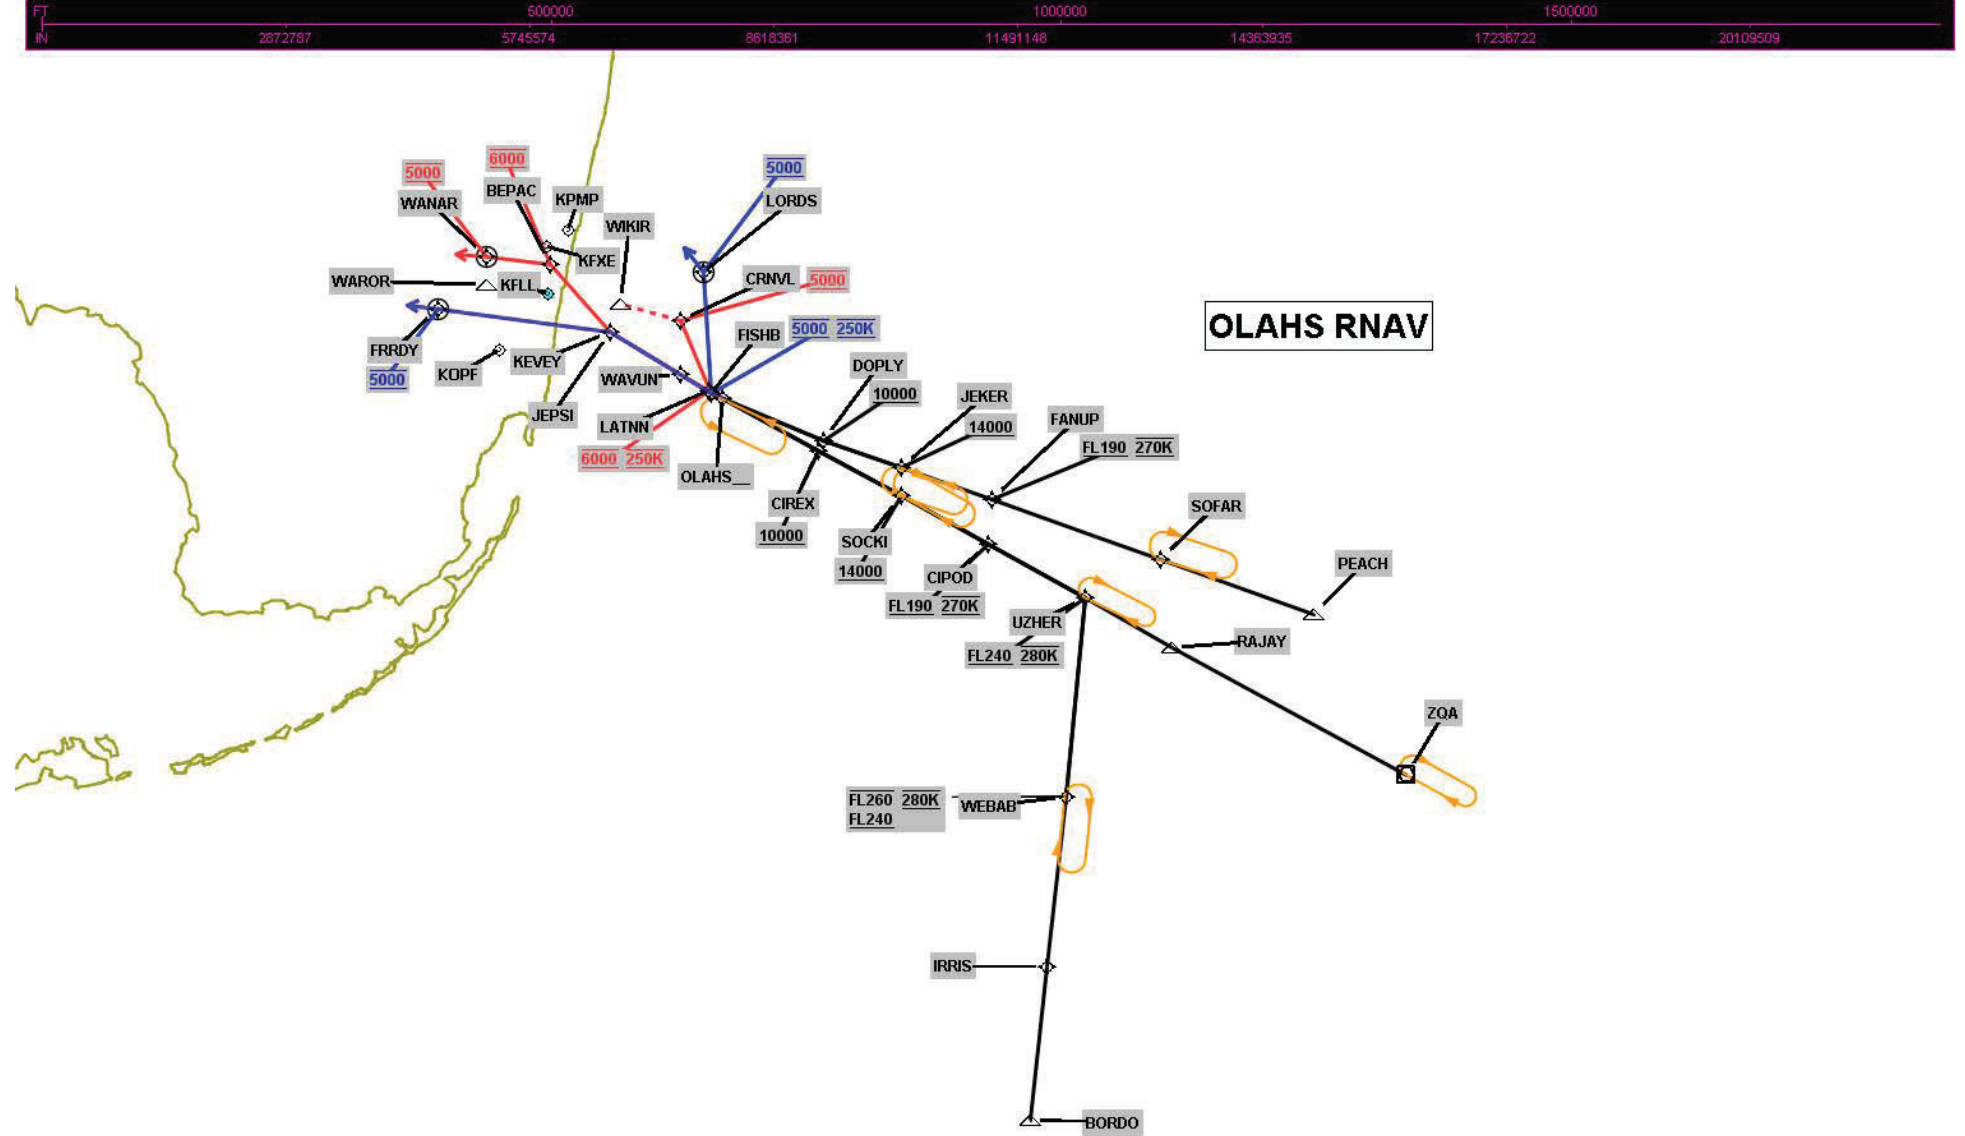 FT 500000 1000000 1500000
IN 2872787 5745574 8618361 11491148 14363935 17236722 20109509
6000
5000
5000
BEPAC
KPMP
WANAR
LORDS
WIKIR
KFXE
WAROR
KFLL
CRNVL 5000
OLAHS RNAV
5000 250K
FISHB
FRRDY
KEVEY
DOPLY
KOPF
5000
WAVUN
10000
JEKER
JEPSI
FANUP
LATNN
14000
FL190 270K
6000 250K
OLAHS__
CIREX
SOFAR
10000
SOCKI
PEACH
14000
CIPOD
FL190 270K
UZHER
RAJAY
FL240 280K
ZQA
FL260 280K
FL240
WEBAB
IRRIS
BORDO